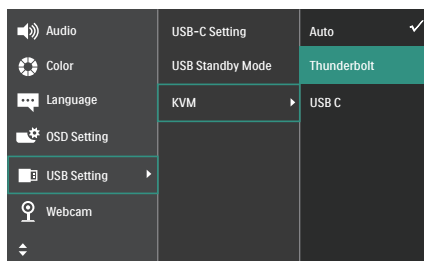 Audio
Color
Language
OSD Setting
USB Setting
Webcam
USB-C Setting
USB Standby Mode
KVM
Auto
Thunderbolt
USB C